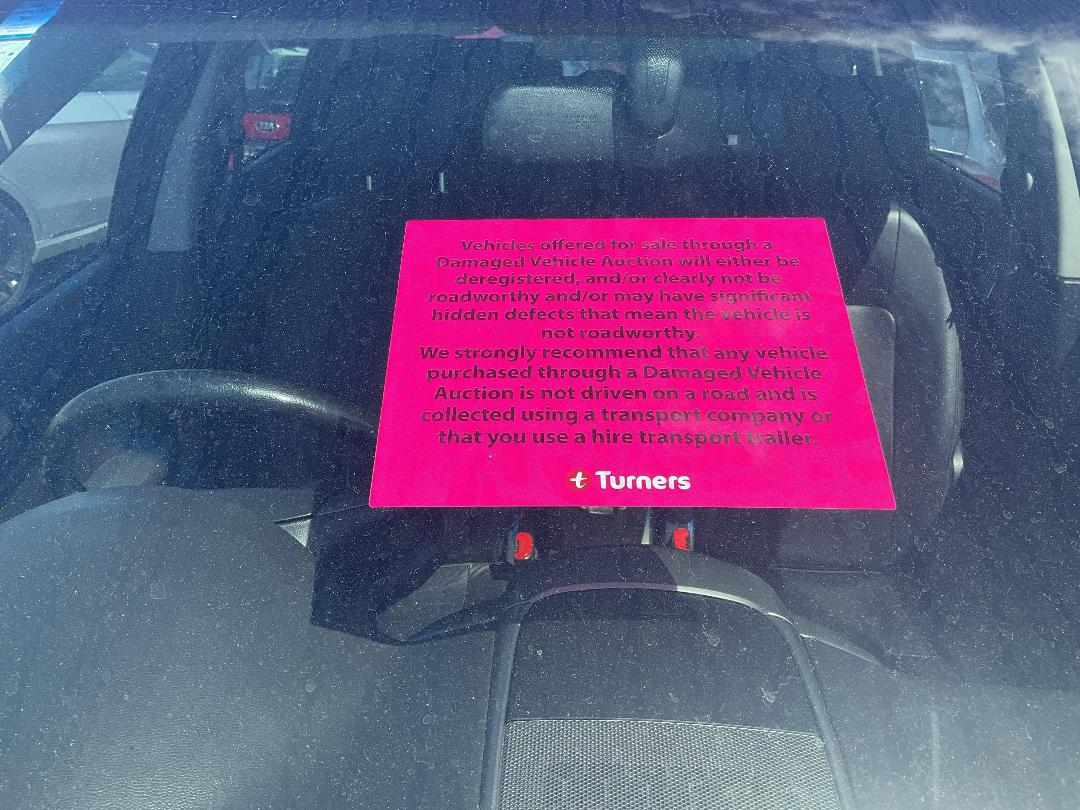 KIA
Vehicles offered for sale through a
Damaged Vehicle Auction will either be
deregistered, and/or clearly not be
roadworthy and/or may have significant
hidden defects that mean the vehicle is
not roadworthy.
We strongly recommend that any vehicle
purchased through a Damaged Vehicle
Auction is not driven on a road and is
collected using a transport company or
that you use a hire transport trailer.
Turners